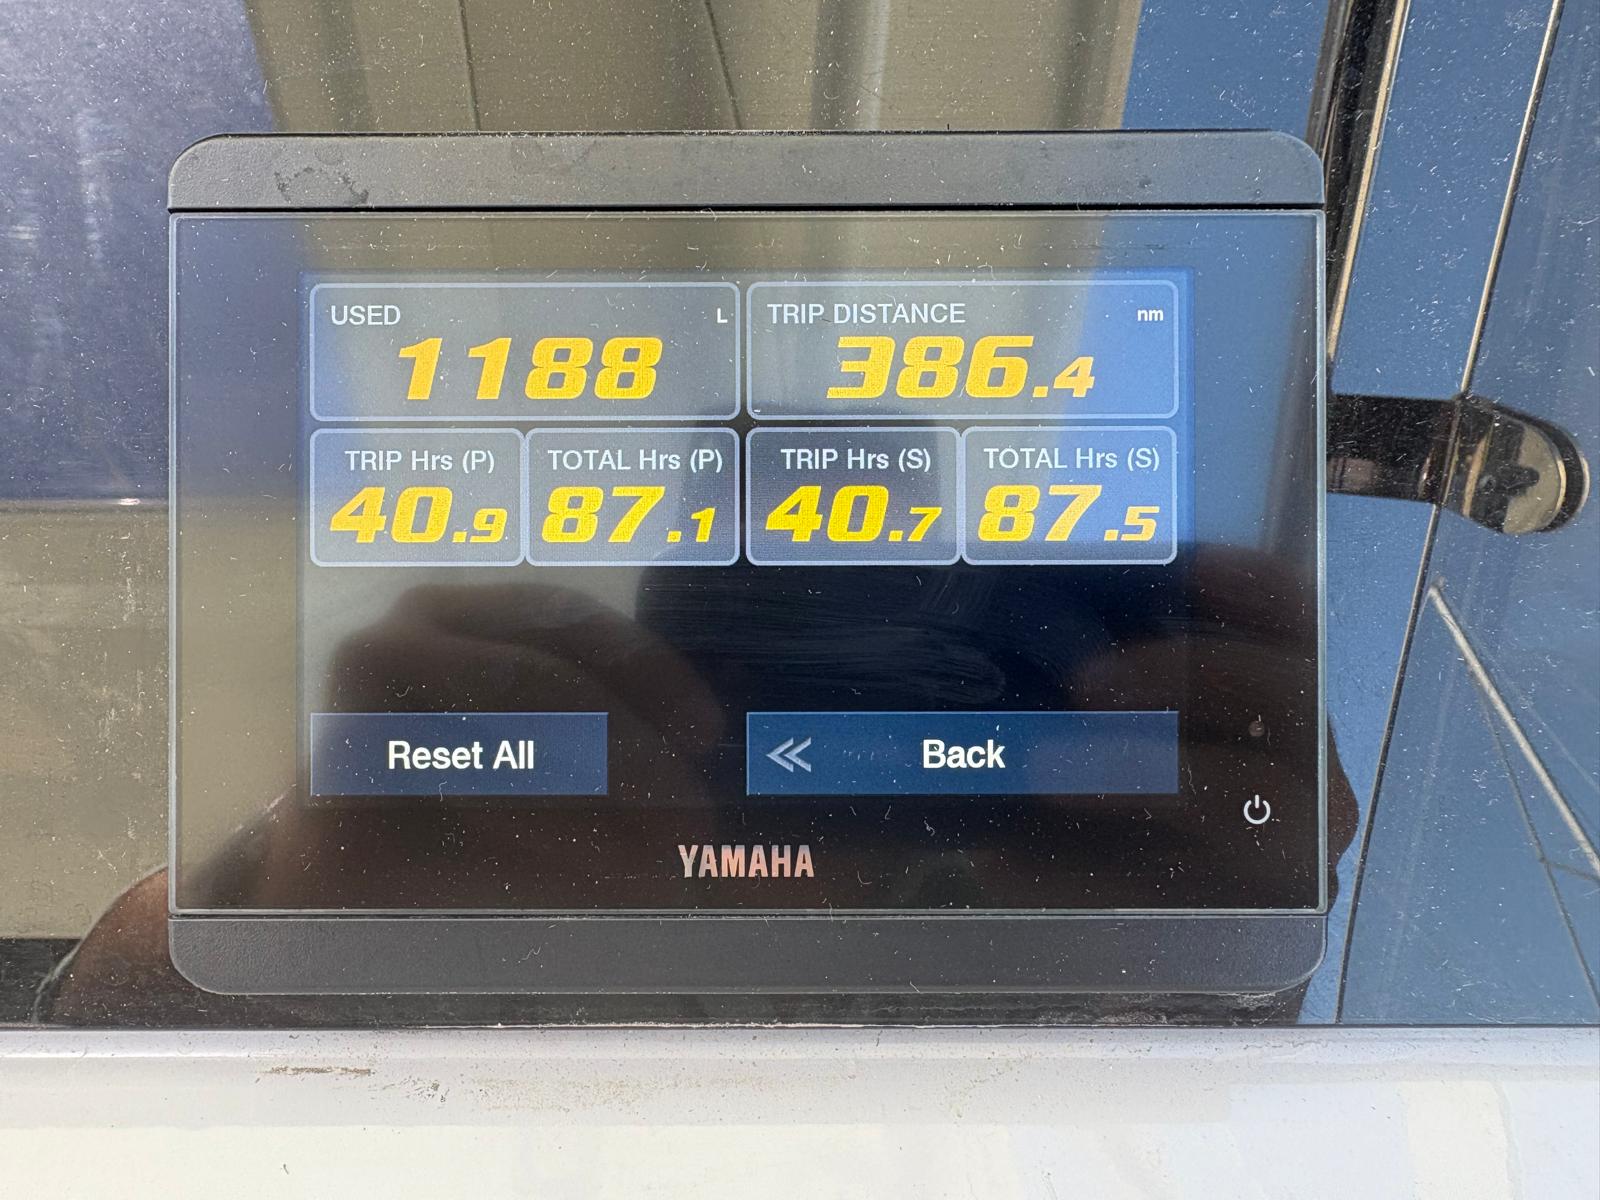 USED L TRIP DISTANCE nm
1188 386.4
TRIP Hrs (P) TOTAL Hrs (P) TRIP Hrs (S) TOTAL Hrs (S)
40.9 87.1 40.7 87.5
Reset All Back
YAMAHA